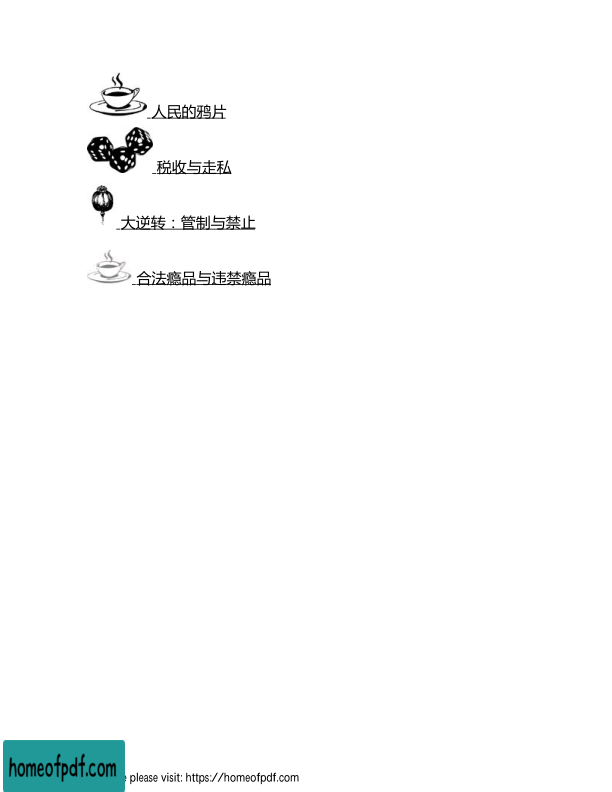 人民的鸦片
税收与走私
大逆转：管制与禁止
合法瘾品与违禁瘾品
homeofpdf.com
please visit: https://homeofpdf.com